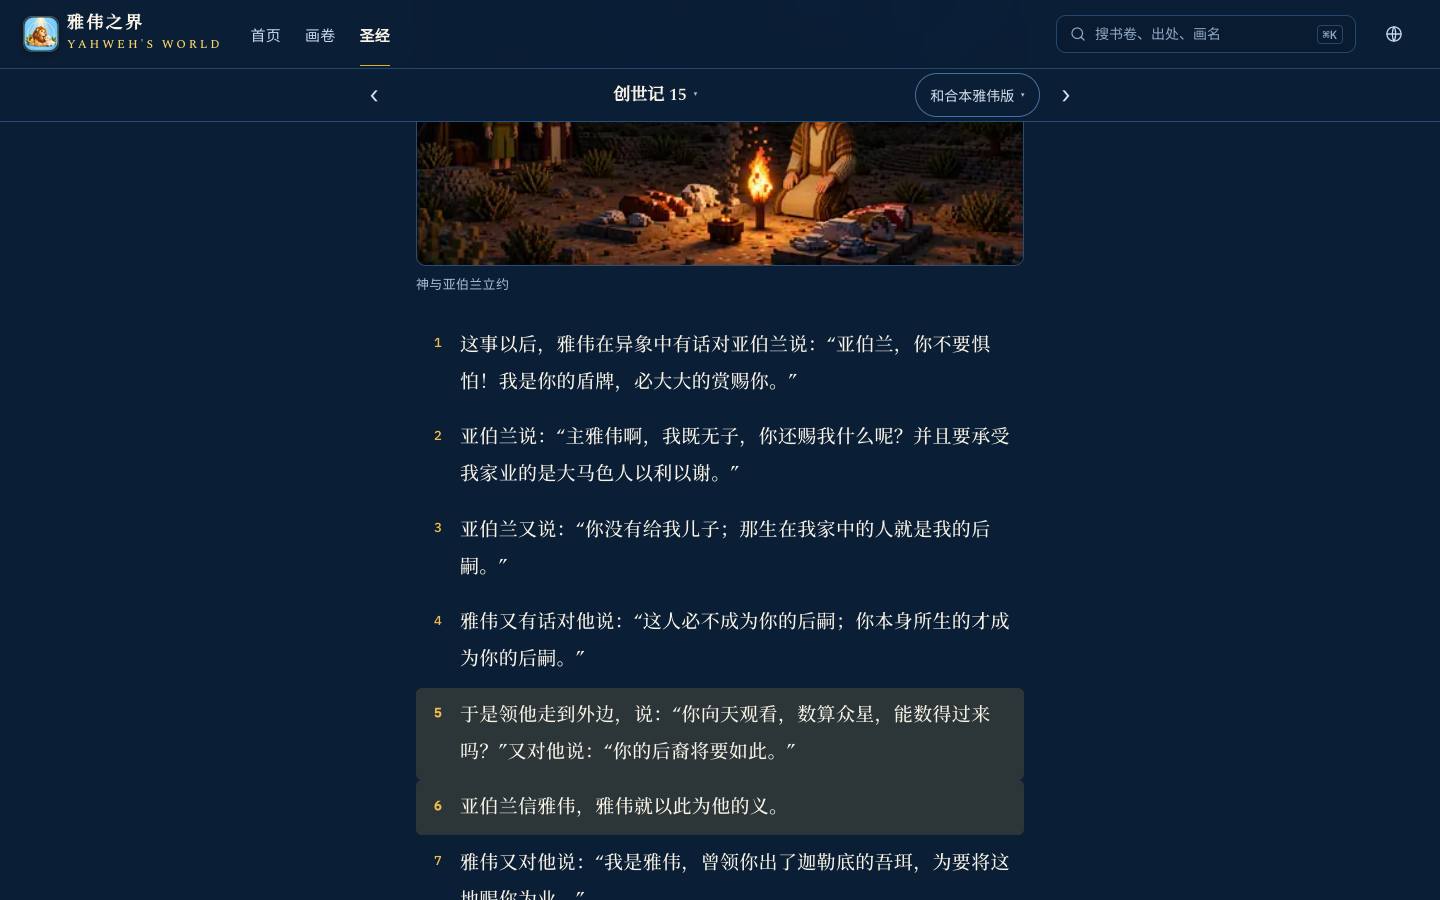 雅伟之界
YAHWEH'S WORLD
首页
画卷
圣经
搜书卷、出处、画名
⌘K
‹
创世记 15
和合本雅伟版
›
神与亚伯兰立约
1 这事以后，雅伟在异象中有话对亚伯兰说：“亚伯兰，你不要惧
怕！我是你的盾牌，必大大的赏赐你。”
2 亚伯兰说：“主雅伟啊，我既无子，你还赐我什么呢？并且要承受
我家业的是大马色人以利以谢。”
3 亚伯兰又说：“你没有给我儿子；那生在我家中的人就是我的后
嗣。”
4 雅伟又有话对他说：“这人必不成为你的后嗣；你本身所生的才成
为你的后嗣。”
5 于是领他走到外边，说：“你向天观看，数算众星，能数得过来
吗？”又对他说：“你的后裔将要如此。”
6 亚伯兰信雅伟，雅伟就以此为他的义。
7 雅伟又对他说：“我是雅伟，曾领你出了迦勒底的吾珥，为要将这
地赐你为业。”